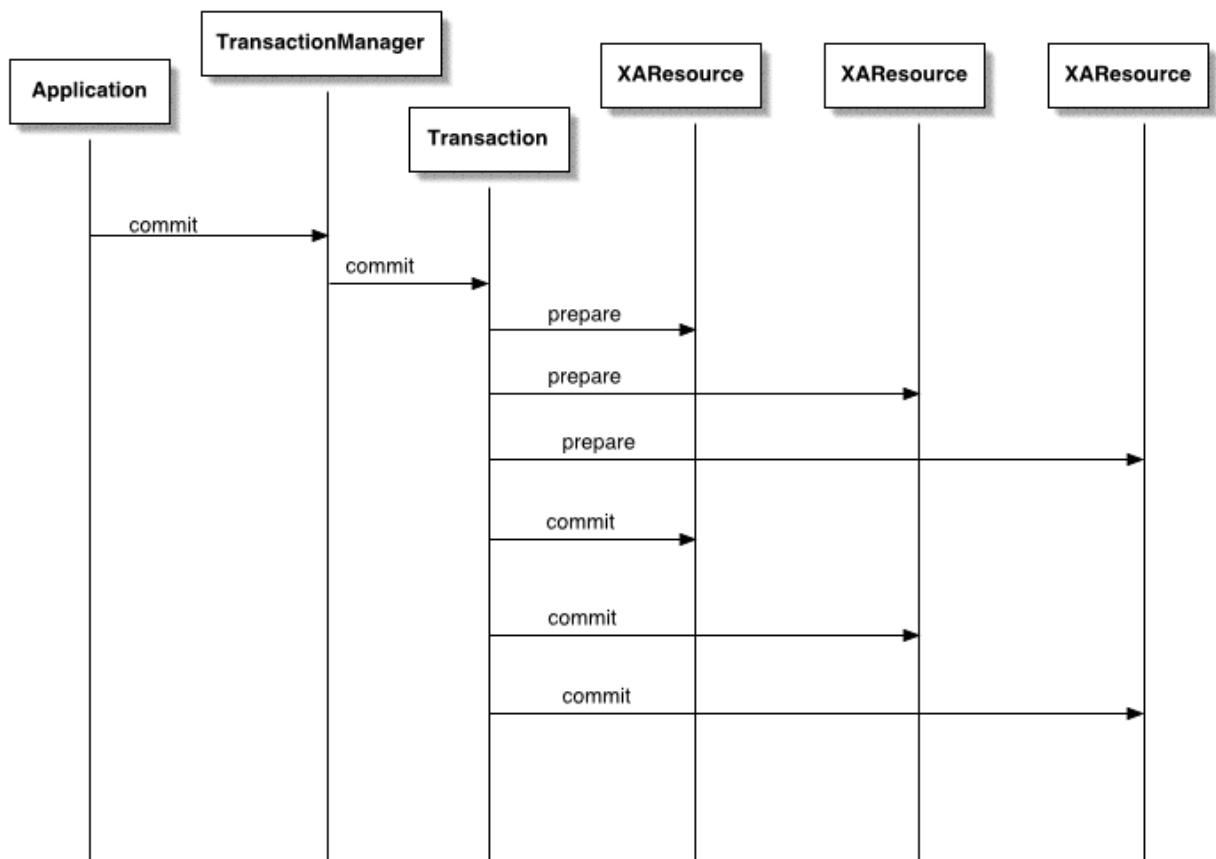 TransactionManager
XAResource
XAResource
XAResource
Application
Transaction
commit
commit
prepare
prepare
prepare
commit
commit
commit